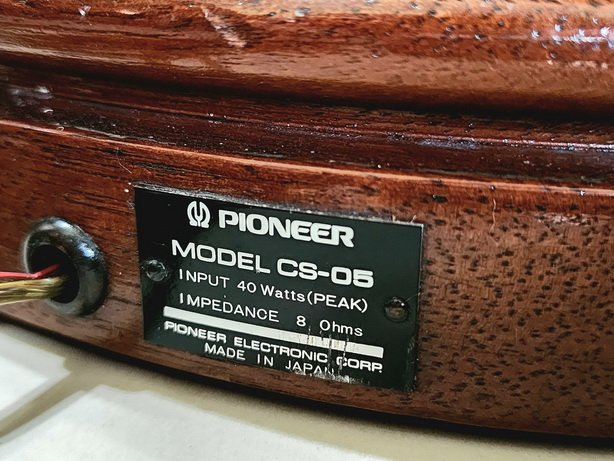 PIONEER
MODEL CS-05
INPUT 40 Watts (PEAK)
IMPEDANCE 8 Ohms
PIONEER ELECTRONIC CORP.
MADE IN JAPAN